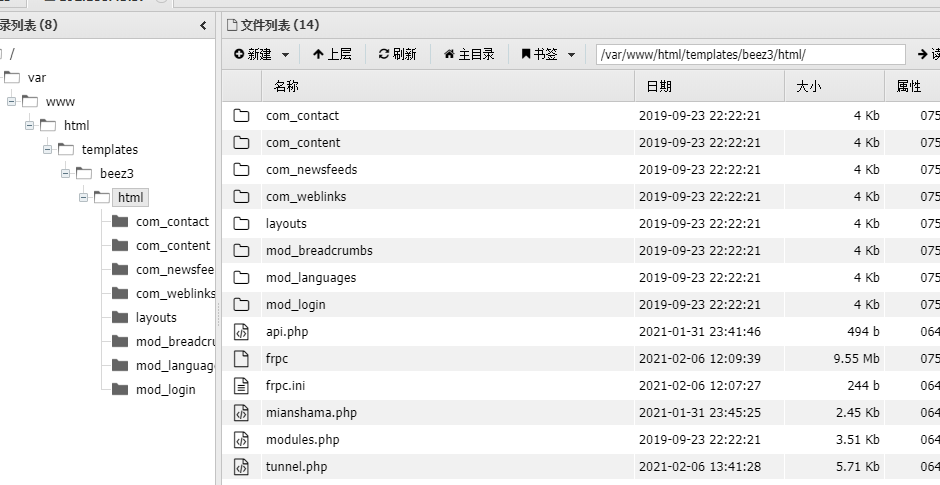 录列表 (8)
/
var
www
html
templates
beez3
html
com_contact
com_content
com_newsfee
com_weblinks
layouts
mod_breadcru
mod_languag
mod_login
文件列表 (14)
新建 上层 刷新 主目录 书签 /var/www/html/templates/beez3/html/
名称 日期 大小 属性
com_contact 2019-09-23 22:22:21 4 Kb 075
com_content 2019-09-23 22:22:21 4 Kb 075
com_newsfeeds 2019-09-23 22:22:21 4 Kb 075
com_weblinks 2019-09-23 22:22:21 4 Kb 075
layouts 2019-09-23 22:22:21 4 Kb 075
mod_breadcrumbs 2019-09-23 22:22:21 4 Kb 075
mod_languages 2019-09-23 22:22:21 4 Kb 075
mod_login 2019-09-23 22:22:21 4 Kb 075
api.php 2021-01-31 23:41:46 494 b 064
frpc 2021-02-06 12:09:39 9.55 Mb 075
frpc.ini 2021-02-06 12:07:27 244 b 064
mianshama.php 2021-01-31 23:45:25 2.45 Kb 064
modules.php 2019-09-23 22:22:21 3.51 Kb 064
tunnel.php 2021-02-06 13:41:28 5.71 Kb 064